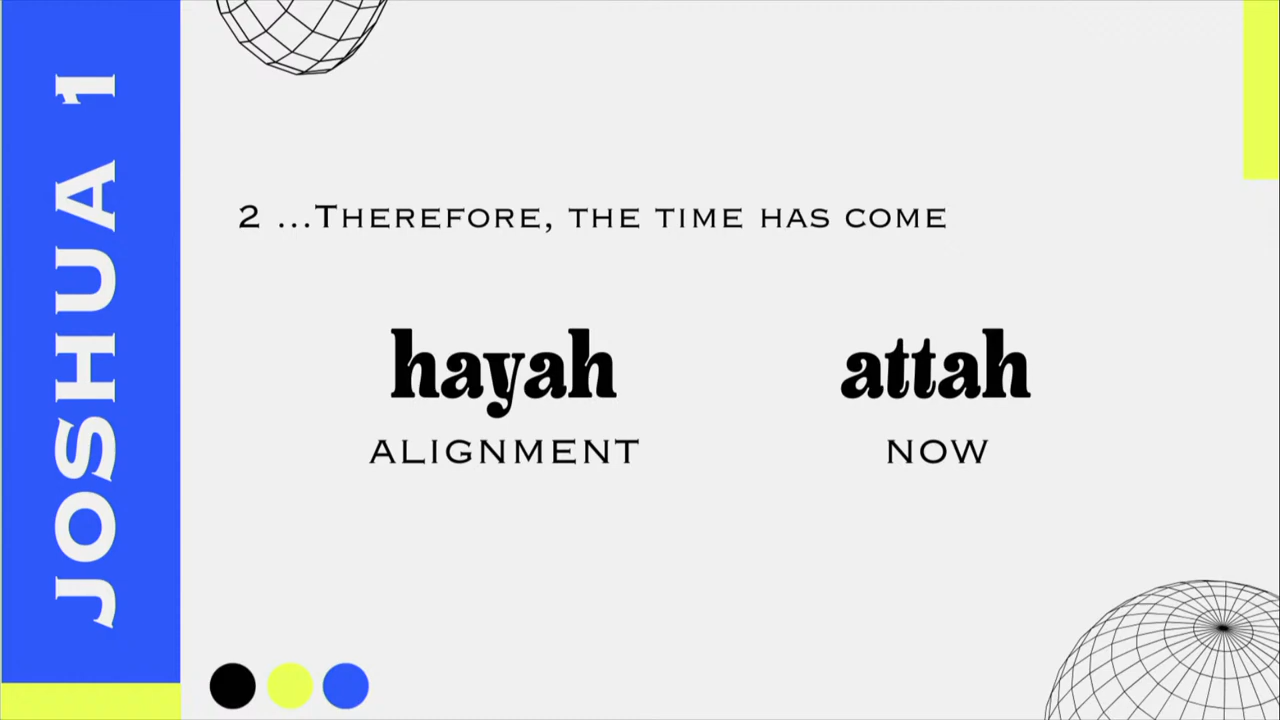 JOSHUA 1
2 ...THEREFORE, THE TIME HAS COME
hayah
ALIGNMENT
attah
NOW